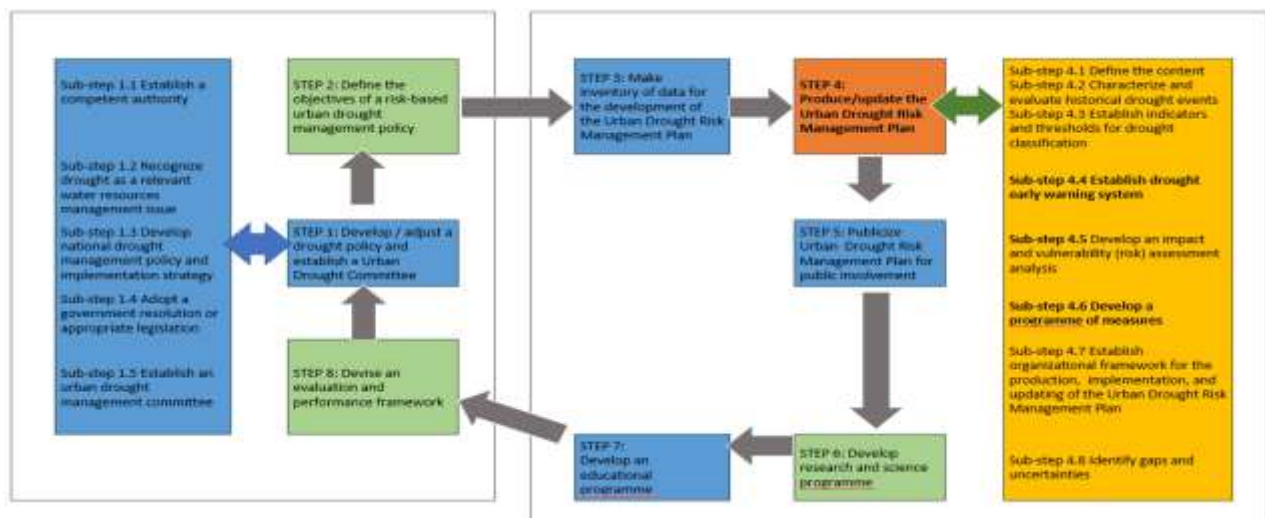 Sub-step 1.1 Establish a
competent authority
Sub-step 1.2 Recognize
drought as a relevant
water resources
management issue
Sub-step 1.3 Develop
national drought
management policy and
implementation strategy
Sub-step 1.4 Adopt a
government resolution or
appropriate legislation
Sub-step 1.5 Establish an
urban drought
management committee
STEP 2: Define the
objectives of a risk-based
urban drought
management policy
STEP 1: Develop / adjust a
drought policy and
establish a Urban
Drought Committee
STEP 8: Devise an
evaluation and
performance framework
STEP 3: Make
inventory of data for
the development of
the Urban Drought Risk
Management Plan
STEP 4:
Produce/update the
Urban Drought Risk
Management Plan
STEP 5: Publicize
Urban Drought Risk
Management Plan for
public involvement
STEP 7:
Develop an
educational
programme
STEP 6: Develop
research and science
programme
Sub-step 4.1 Define the content
Sub-step 4.2 Characterize and
evaluate historical drought events
Sub-step 4.3 Establish indicators
and thresholds for drought
classification
Sub-step 4.4 Establish drought
early warning system
Sub-step 4.5 Develop an impact
and vulnerability (risk) assessment
analysis
Sub-step 4.6 Develop a
programme of measures
Sub-step 4.7 Establish
organizational framework for the
production, implementation, and
updating of the Urban Drought Risk
Management Plan
Sub-step 4.8 Identify gaps and
uncertainties